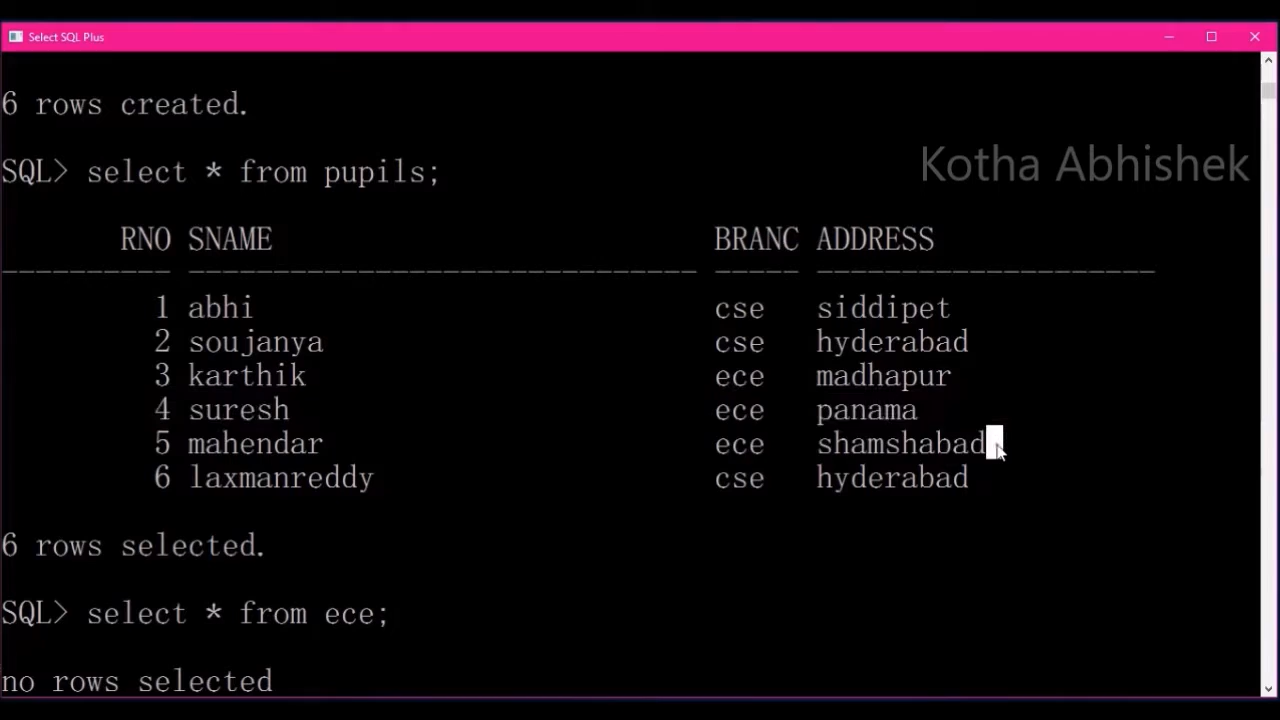 Select SQL Plus
6 rows created.
SQL> select * from pupils;
Kotha Abhishek
RNO SNAME BRANC ADDRESS
---------- ------------------------------ ----- --------------------
1 abhi cse siddipet
2 soujanya cse hyderabad
3 karthik ece madhapur
4 suresh ece panama
5 mahendar ece shamshabad
6 laxmanreddy cse hyderabad
6 rows selected.
SQL> select * from ece;
no rows selected